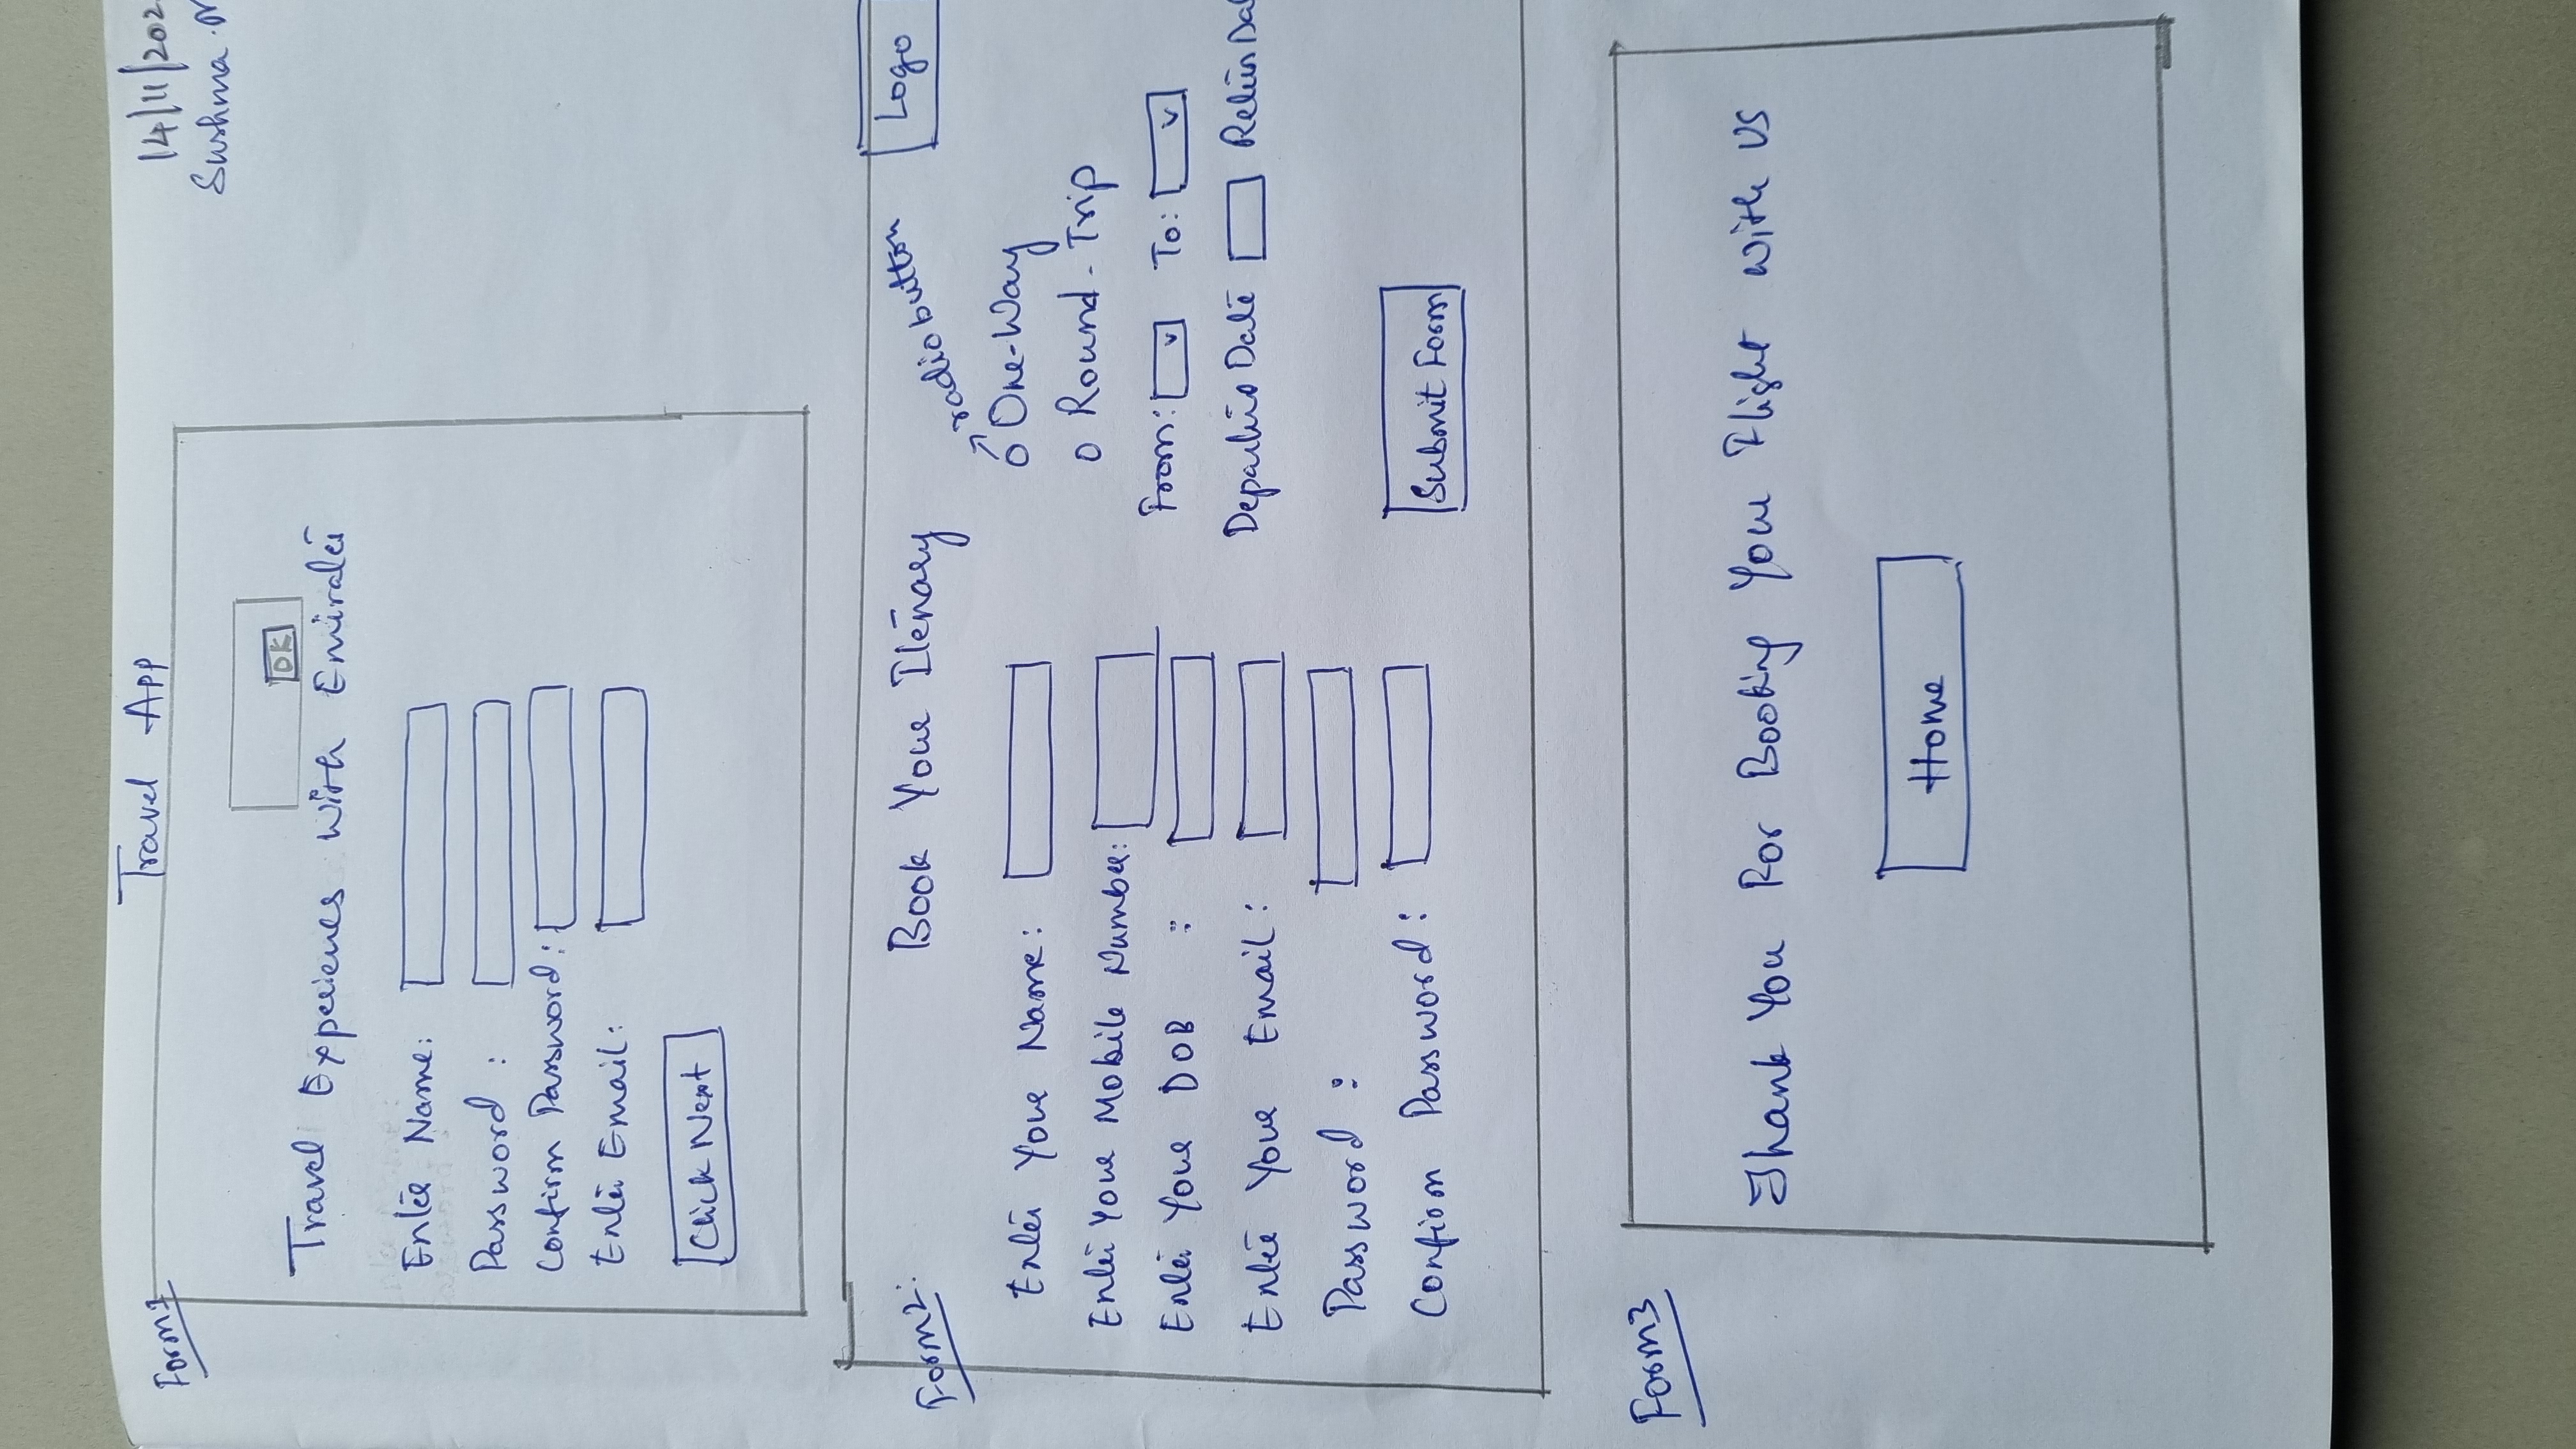 Travel App
14/11/202
Form1
Sushma . N
OK
Travel Experiences With Emirates
Enter Name:
Password :
Confirm Password:
Enter Email:
Click Next
Form2:
Book Your Itenary
Logo
radio button
Enter Your Name:
One-Way
Enter Your Mobile Number:
Round-Trip
Enter Your DOB :
From: v To: v
Enter Your Email:
Departure Date Return Dat
Password :
Confirm Password:
Submit Form
Form3
Thank You For Booking Your Flight with us
Home